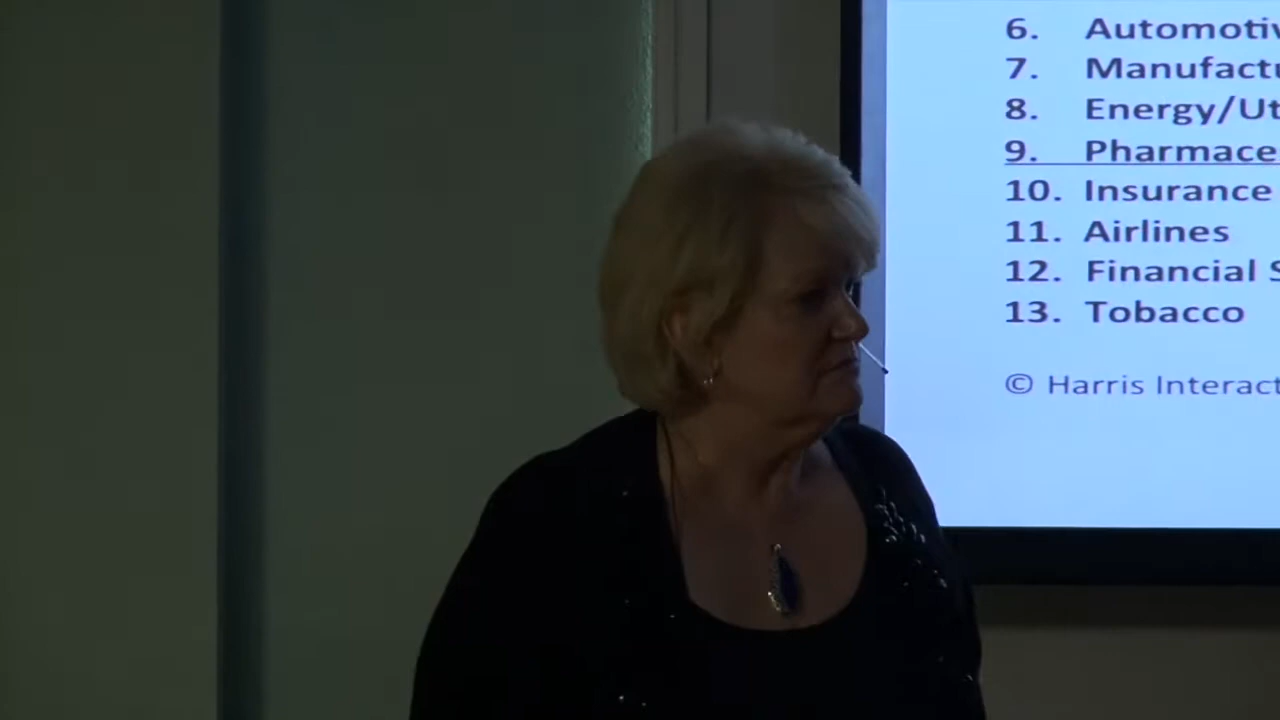 6. Automotiv
7. Manufactu
8. Energy/Ut
9. Pharmace
10. Insurance
11. Airlines
12. Financial S
13. Tobacco
© Harris Interact